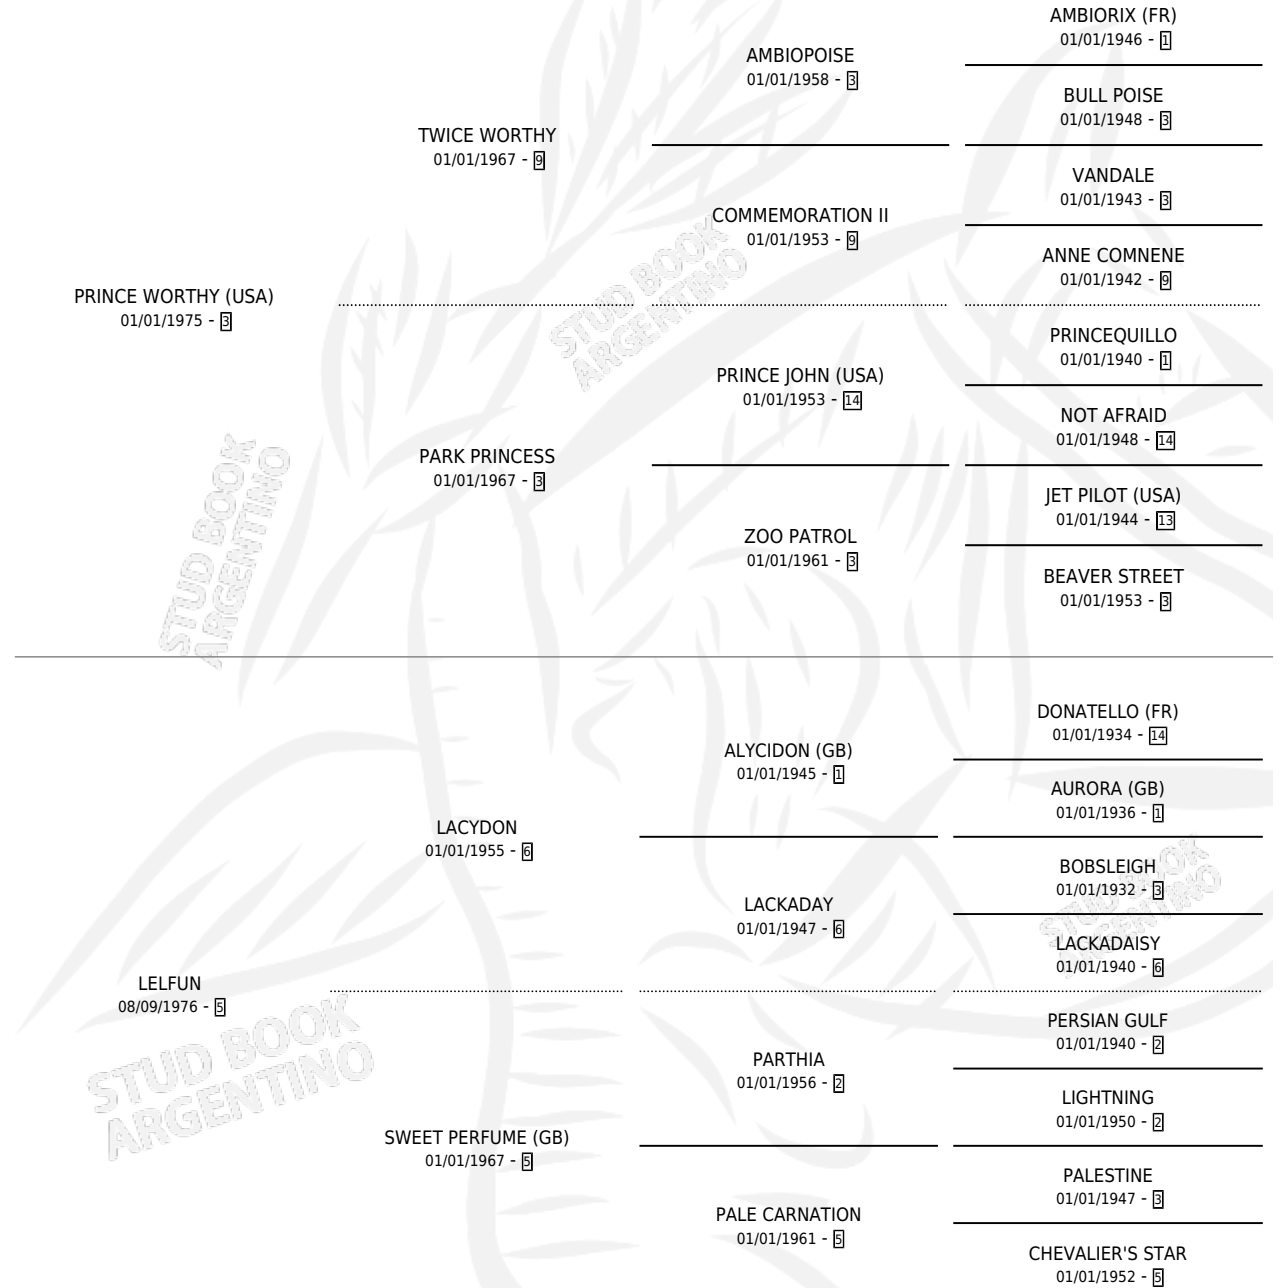 AMBIORIX (FR)
01/01/1946 - 1
AMBIOPOISE
01/01/1958 - 3
BULL POISE
01/01/1948 - 3
TWICE WORTHY
01/01/1967 - 9
VANDALE
01/01/1943 - 3
COMMEMORATION II
01/01/1953 - 9
ANNE COMNENE
01/01/1942 - 9
PRINCE WORTHY (USA)
01/01/1975 - 3
PRINCEQUILLO
01/01/1940 - 1
PRINCE JOHN (USA)
01/01/1953 - 14
NOT AFRAID
01/01/1948 - 14
PARK PRINCESS
01/01/1967 - 3
JET PILOT (USA)
01/01/1944 - 13
ZOO PATROL
01/01/1961 - 3
BEAVER STREET
01/01/1953 - 3
DONATELLO (FR)
01/01/1934 - 14
ALYCIDON (GB)
01/01/1945 - 1
AURORA (GB)
01/01/1936 - 1
LACYDON
01/01/1955 - 6
BOBSLEIGH
01/01/1932 - 3
LACKADAY
01/01/1947 - 6
LACKADAISY
01/01/1940 - 6
LELFUN
08/09/1976 - 5
PERSIAN GULF
01/01/1940 - 2
PARTHIA
01/01/1956 - 2
LIGHTNING
01/01/1950 - 2
SWEET PERFUME (GB)
01/01/1967 - 5
PALESTINE
01/01/1947 - 3
PALE CARNATION
01/01/1961 - 5
CHEVALIER'S STAR
01/01/1952 - 5
STUD BOOK
ARGENTINO
STUD BOOK
ARGENTINO
STUD BOOK
ARGENTINO
STUD BOOK
ARGENTINO